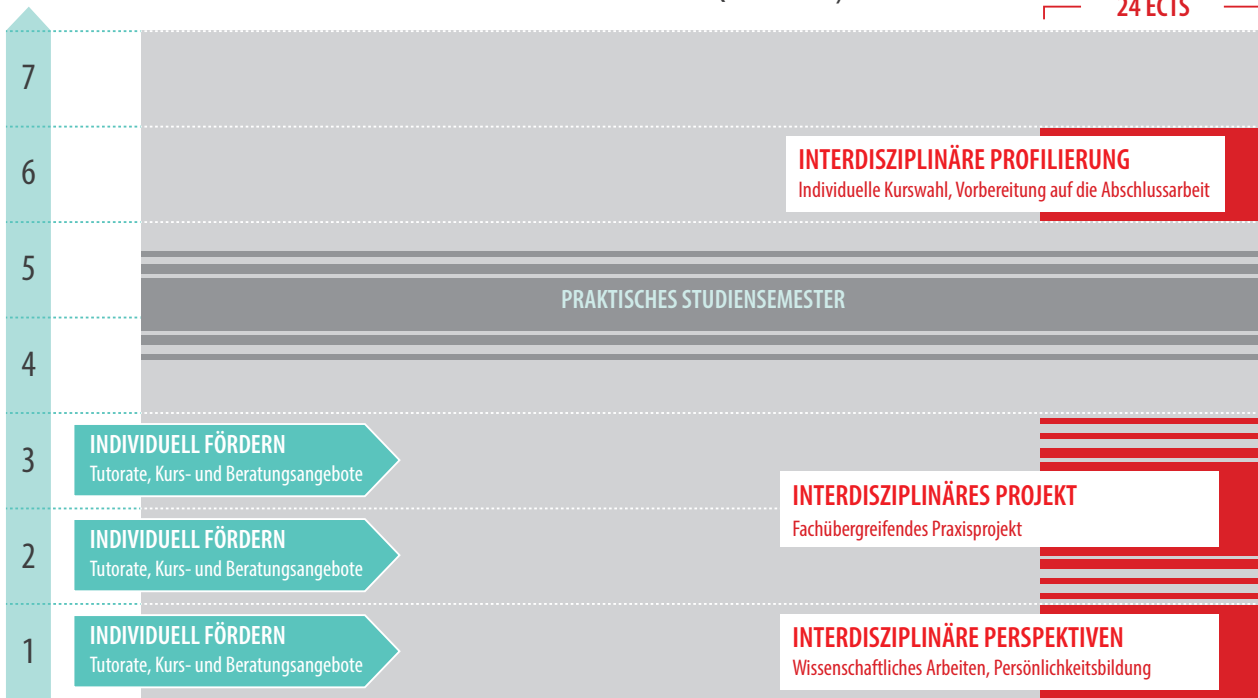 24 ECTS
7
6
INTERDISZIPLINÄRE PROFILIERUNG
Individuelle Kurswahl, Vorbereitung auf die Abschlussarbeit
5
PRAKTISCHES STUDIENSEMESTER
4
3
INDIVIDUELL FÖRDERN
Tutorate, Kurs- und Beratungsangebote
INTERDISZIPLINÄRES PROJEKT
Fachübergreifendes Praxisprojekt
2
INDIVIDUELL FÖRDERN
Tutorate, Kurs- und Beratungsangebote
1
INDIVIDUELL FÖRDERN
Tutorate, Kurs- und Beratungsangebote
INTERDISZIPLINÄRE PERSPEKTIVEN
Wissenschaftliches Arbeiten, Persönlichkeitsbildung